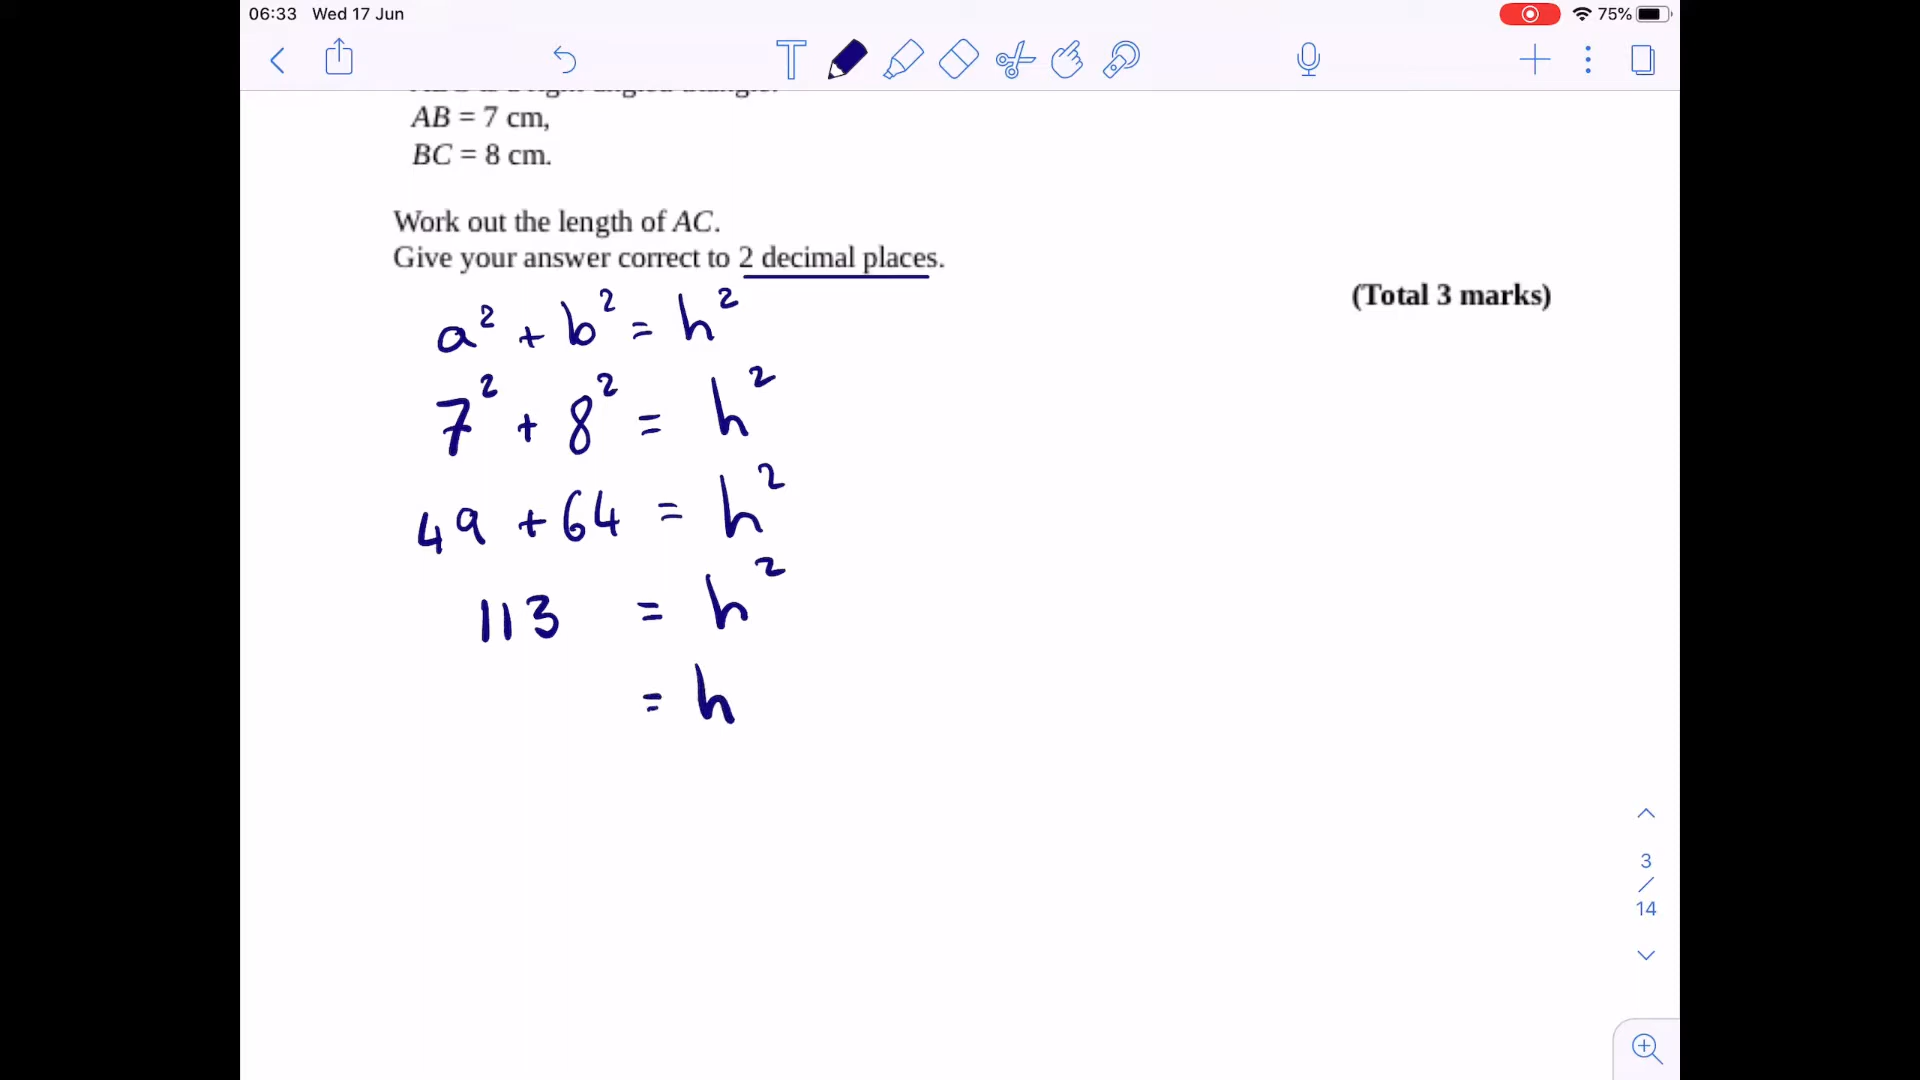 06:33 Wed 17 Jun 75%
T
AB = 7 cm,
BC = 8 cm.
Work out the length of AC.
Give your answer correct to 2 decimal places.
(Total 3 marks)
a² + b² = h²
7² + 8² = h²
49 + 64 = h²
113 = h²
= h
3
/
14